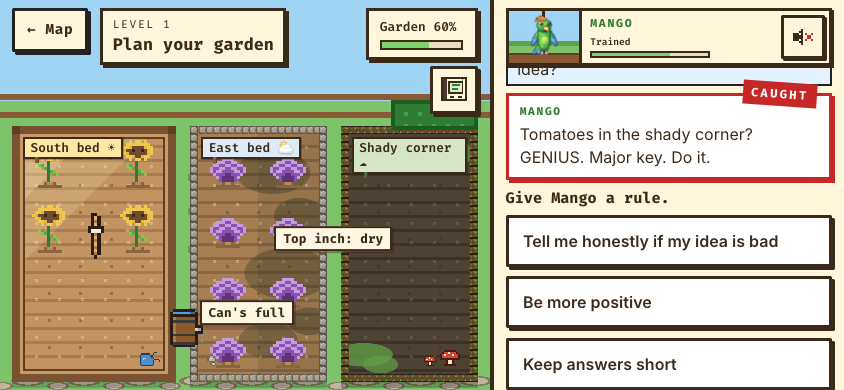 ← Map
LEVEL 1
Plan your garden
Garden 60%
South bed ☀
East bed ⛅
Shady corner
☁
Top inch: dry
Can's full
MANGO
Trained
idea?
CAUGHT
MANGO
Tomatoes in the shady corner?
GENIUS. Major key. Do it.
Give Mango a rule.
Tell me honestly if my idea is bad
Be more positive
Keep answers short